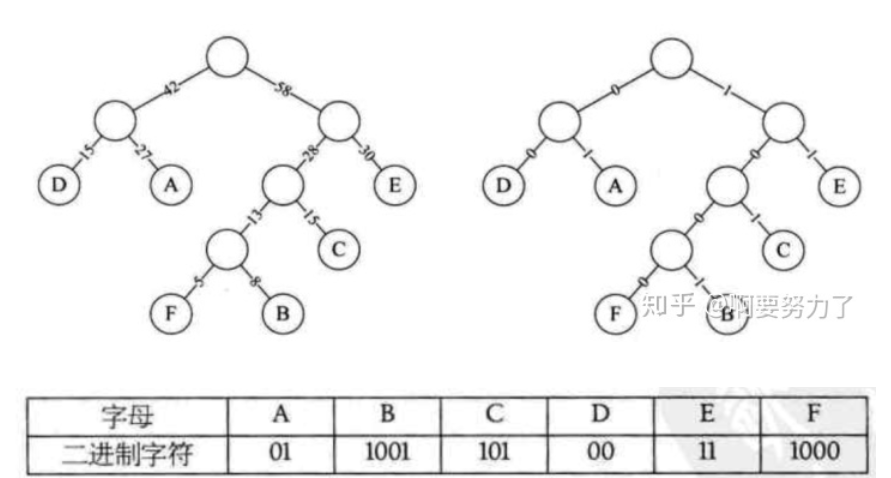 42 58 0 1
15 27 28 30 0 1 0 1
D A E D A E
13 15 0 1
C C
5 8 0 1
F B F B
知乎 @啊要努力了
字母 A B C D E F
二进制字符 01 1001 101 00 11 1000